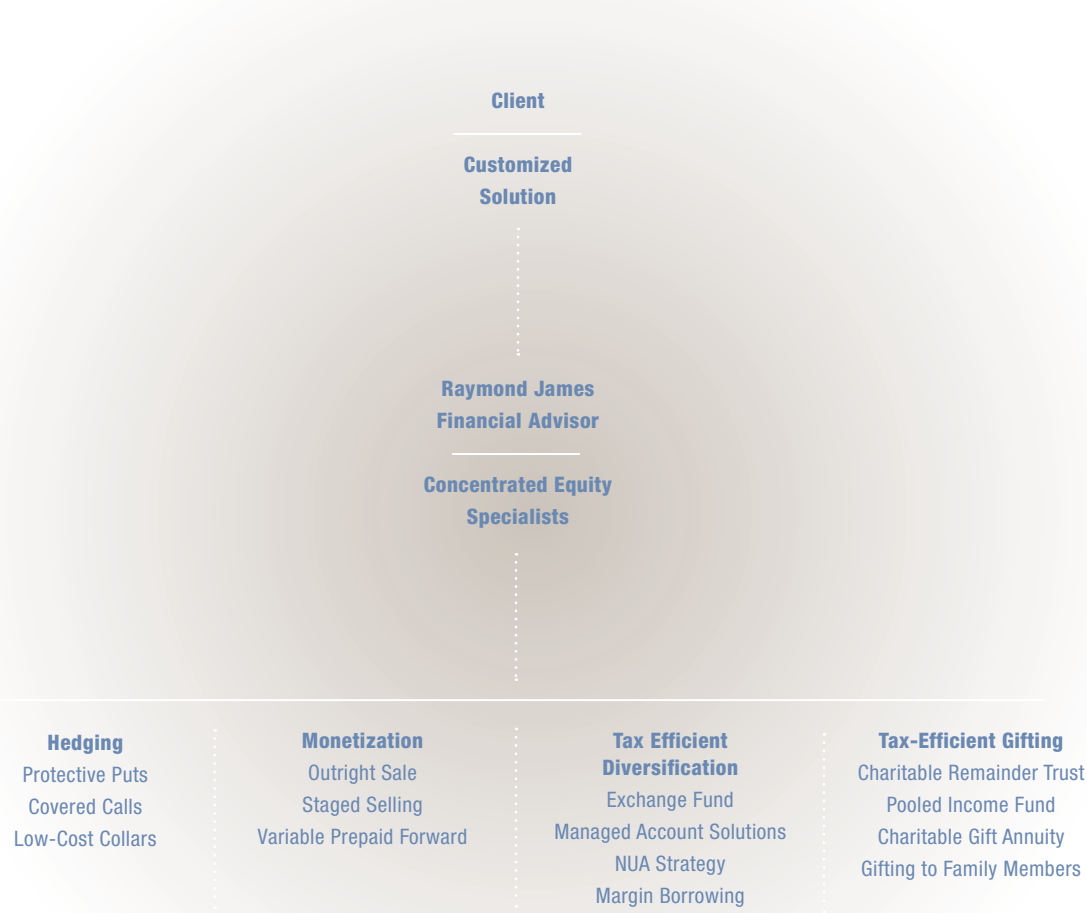 Client
Customized
Solution
Raymond James
Financial Advisor
Concentrated Equity
Specialists
Hedging
Protective Puts
Covered Calls
Low-Cost Collars
Monetization
Outright Sale
Staged Selling
Variable Prepaid Forward
Tax Efficient
Diversification
Exchange Fund
Managed Account Solutions
NUA Strategy
Margin Borrowing
Tax-Efficient Gifting
Charitable Remainder Trust
Pooled Income Fund
Charitable Gift Annuity
Gifting to Family Members